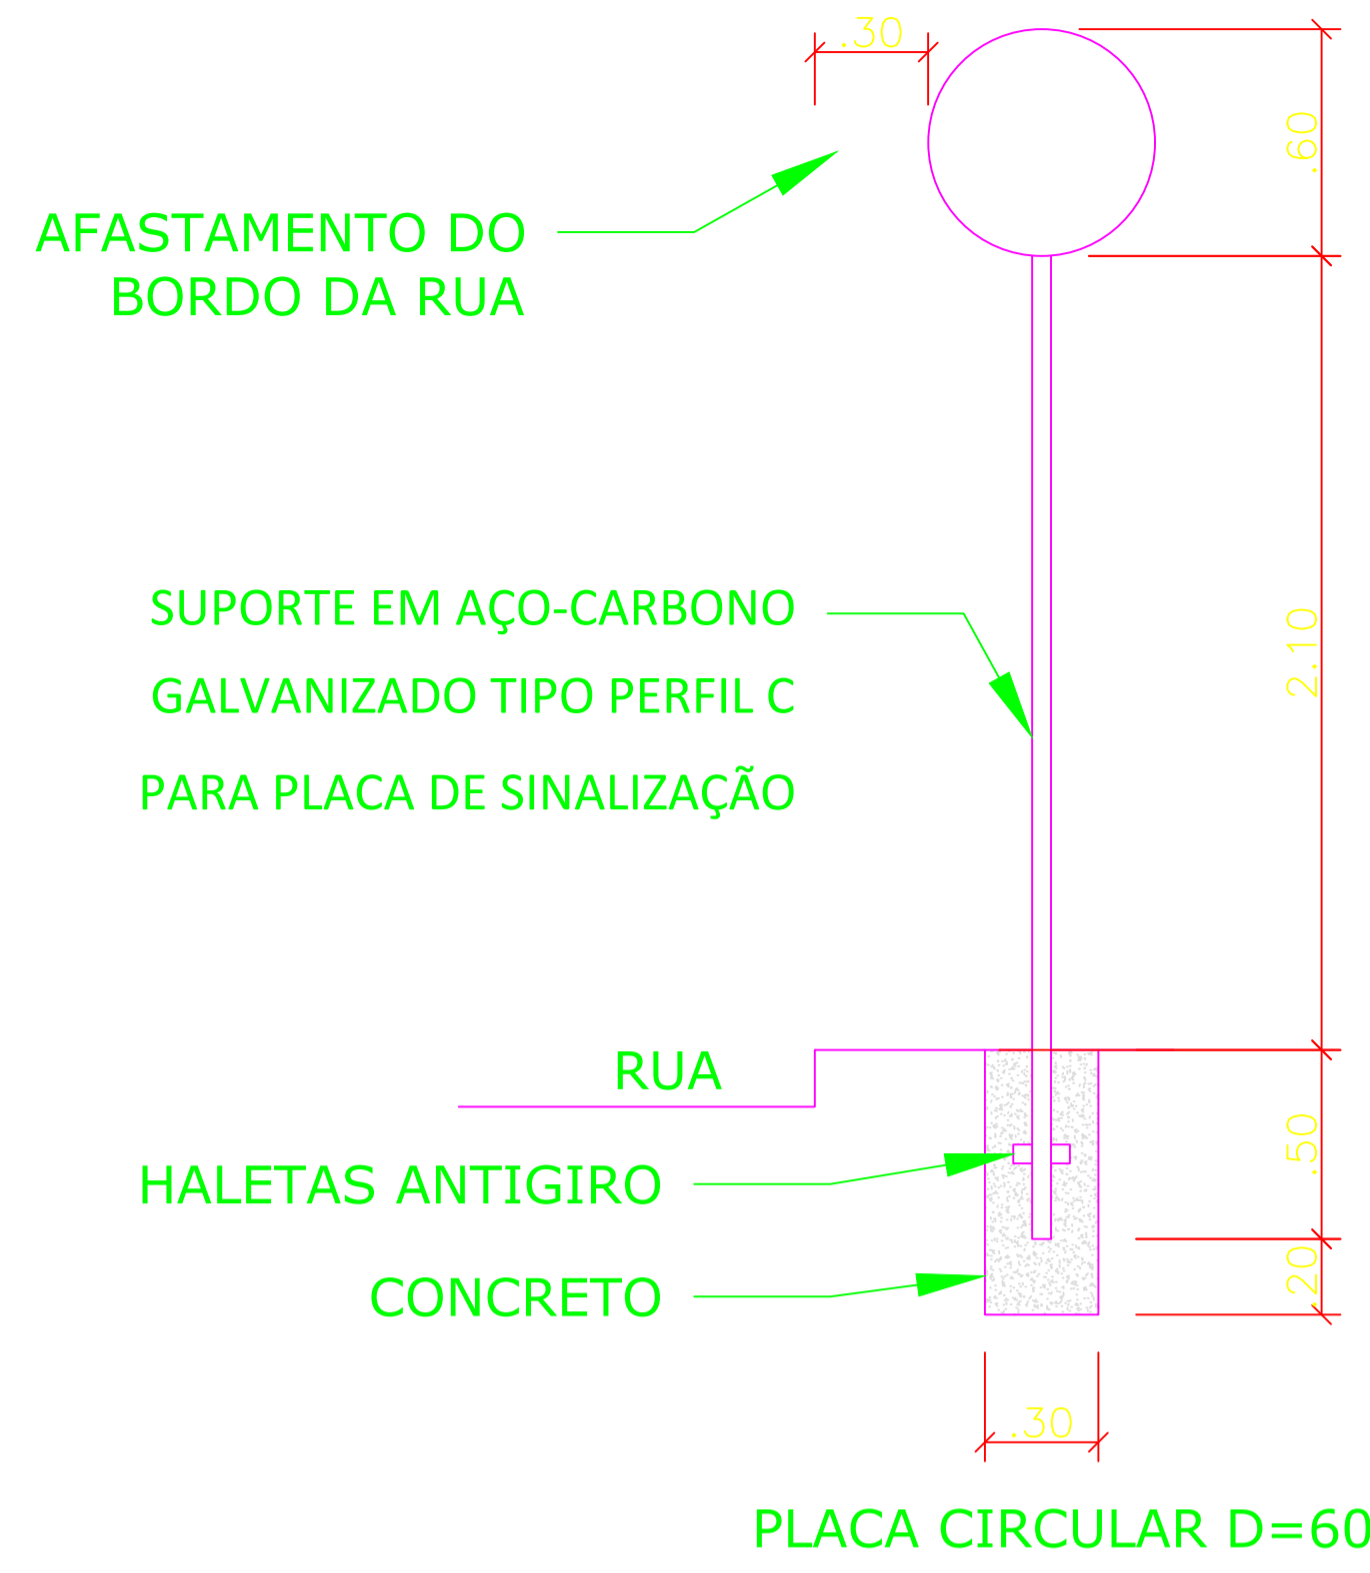 .30
.60
AFASTAMENTO DO
BORDO DA RUA
SUPORTE EM AÇO-CARBONO
GALVANIZADO TIPO PERFIL C
PARA PLACA DE SINALIZAÇÃO
2.10
RUA
HALETAS ANTIGIRO
.50
CONCRETO
.20
.30
PLACA CIRCULAR D=60